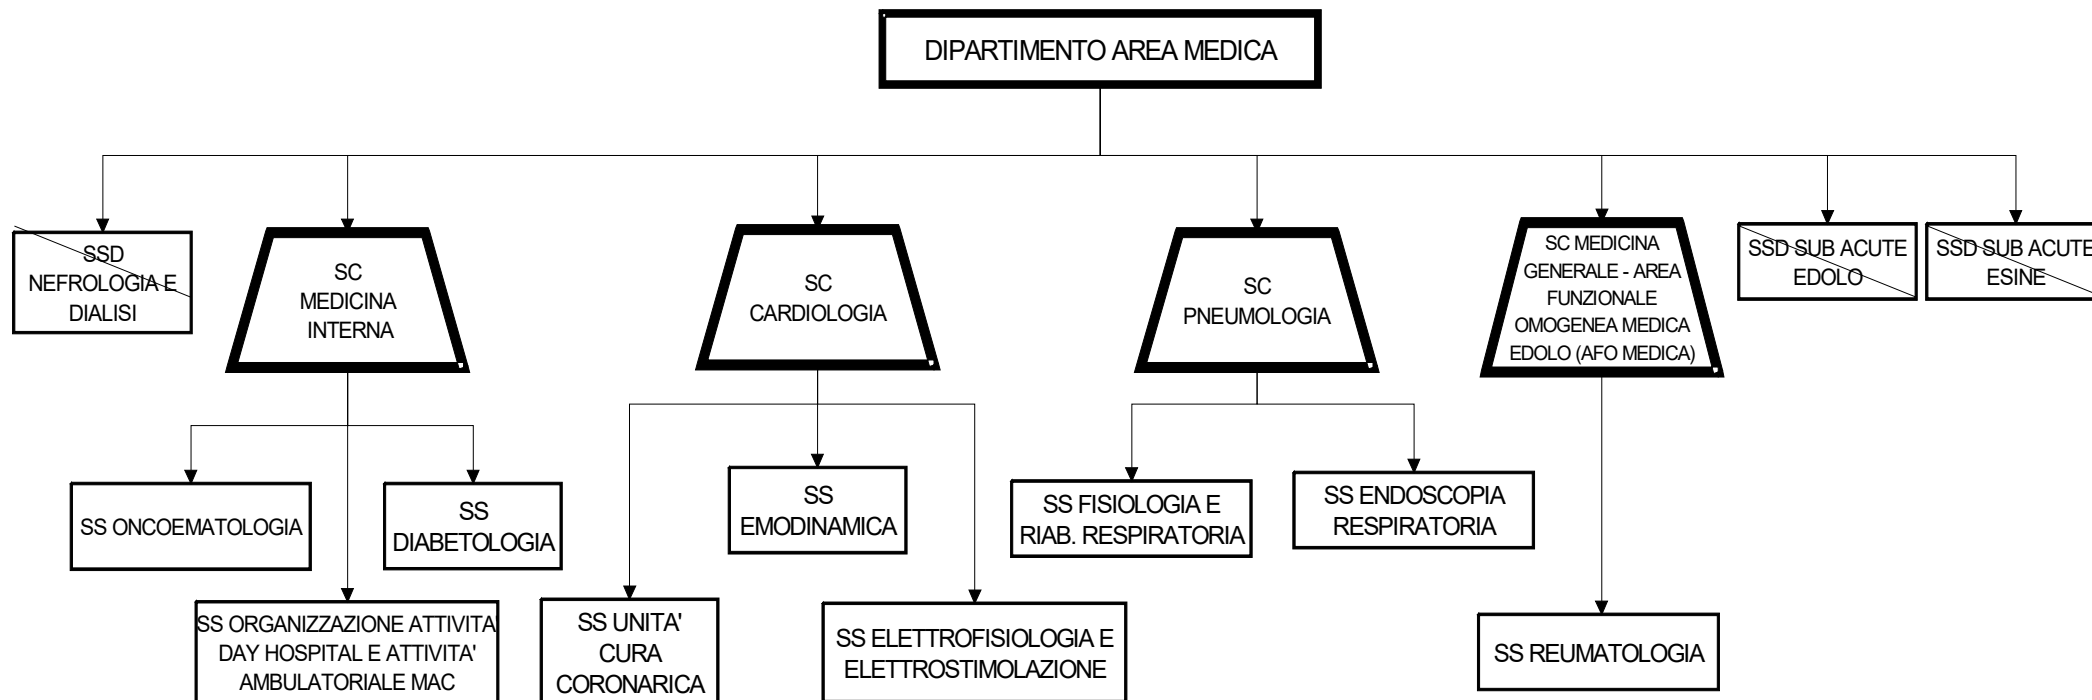 DIPARTIMENTO AREA MEDICA
SSD
NEFROLOGIA E
DIALISI
SC
MEDICINA
INTERNA
SC
CARDIOLOGIA
SC
PNEUMOLOGIA
SC MEDICINA
GENERALE - AREA
FUNZIONALE
OMOGENEA MEDICA
EDOLO (AFO MEDICA)
SSD SUB ACUTE
EDOLO
SSD SUB ACUTE
ESINE
SS ONCOEMATOLOGIA
SS
DIABETOLOGIA
SS
EMODINAMICA
SS FISIOLOGIA E
RIAB. RESPIRATORIA
SS ENDOSCOPIA
RESPIRATORIA
SS ORGANIZZAZIONE ATTIVITA
DAY HOSPITAL E ATTIVITA'
AMBULATORIALE MAC
SS UNITA'
CURA
CORONARICA
SS ELETTROFISIOLOGIA E
ELETTROSTIMOLAZIONE
SS REUMATOLOGIA